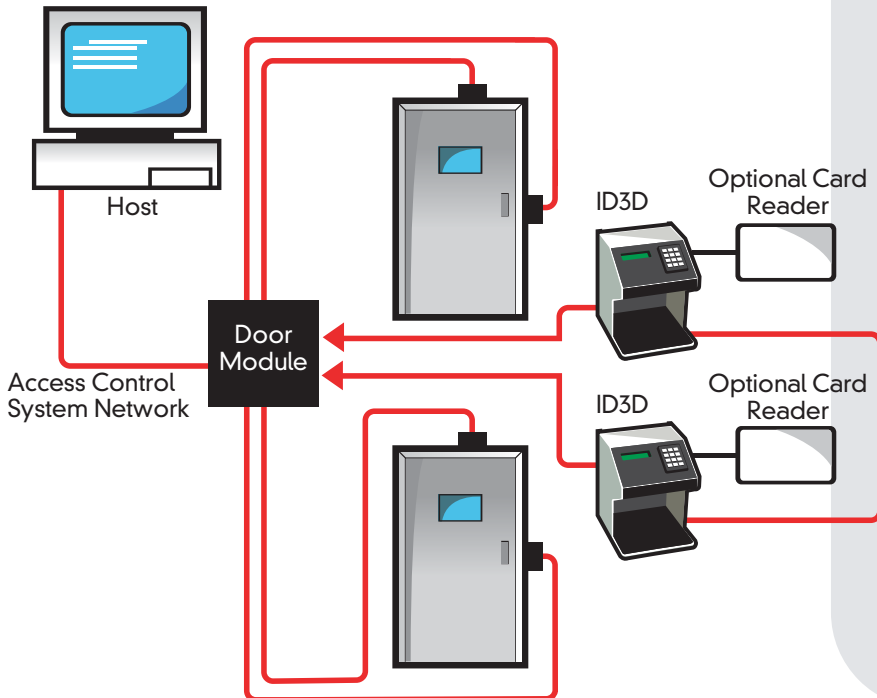 Host
ID3D
Optional Card
Reader
Door
Module
Access Control
System Network
ID3D
Optional Card
Reader